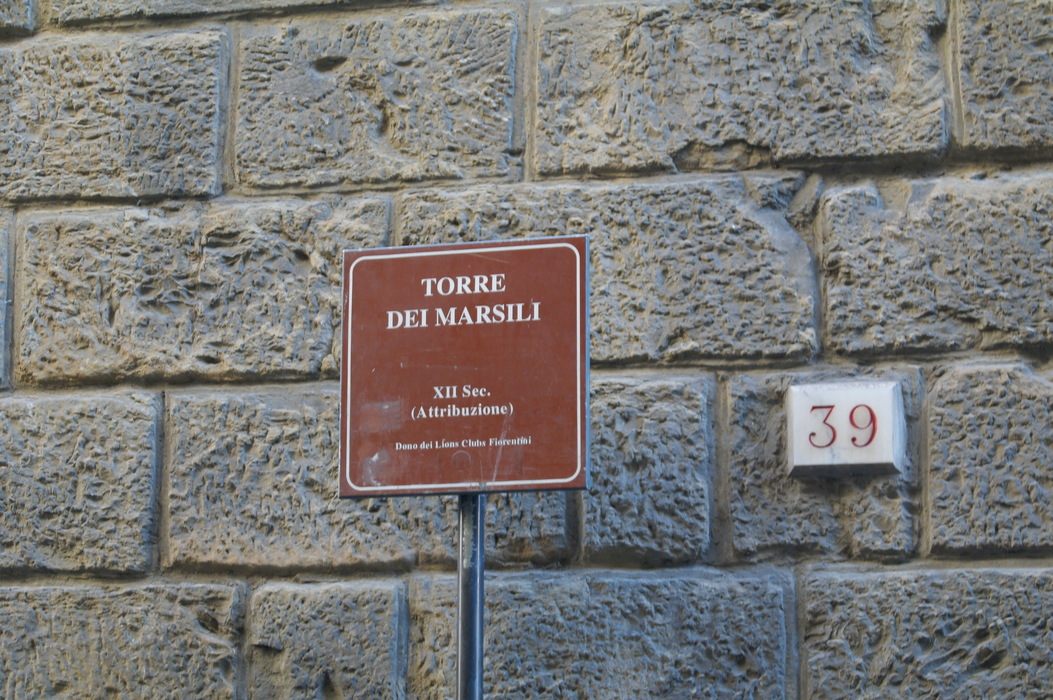 TORRE
DEI MARSILI
XII Sec.
(Attribuzione)
Dono dei Lions Clubs Fiorentini
39